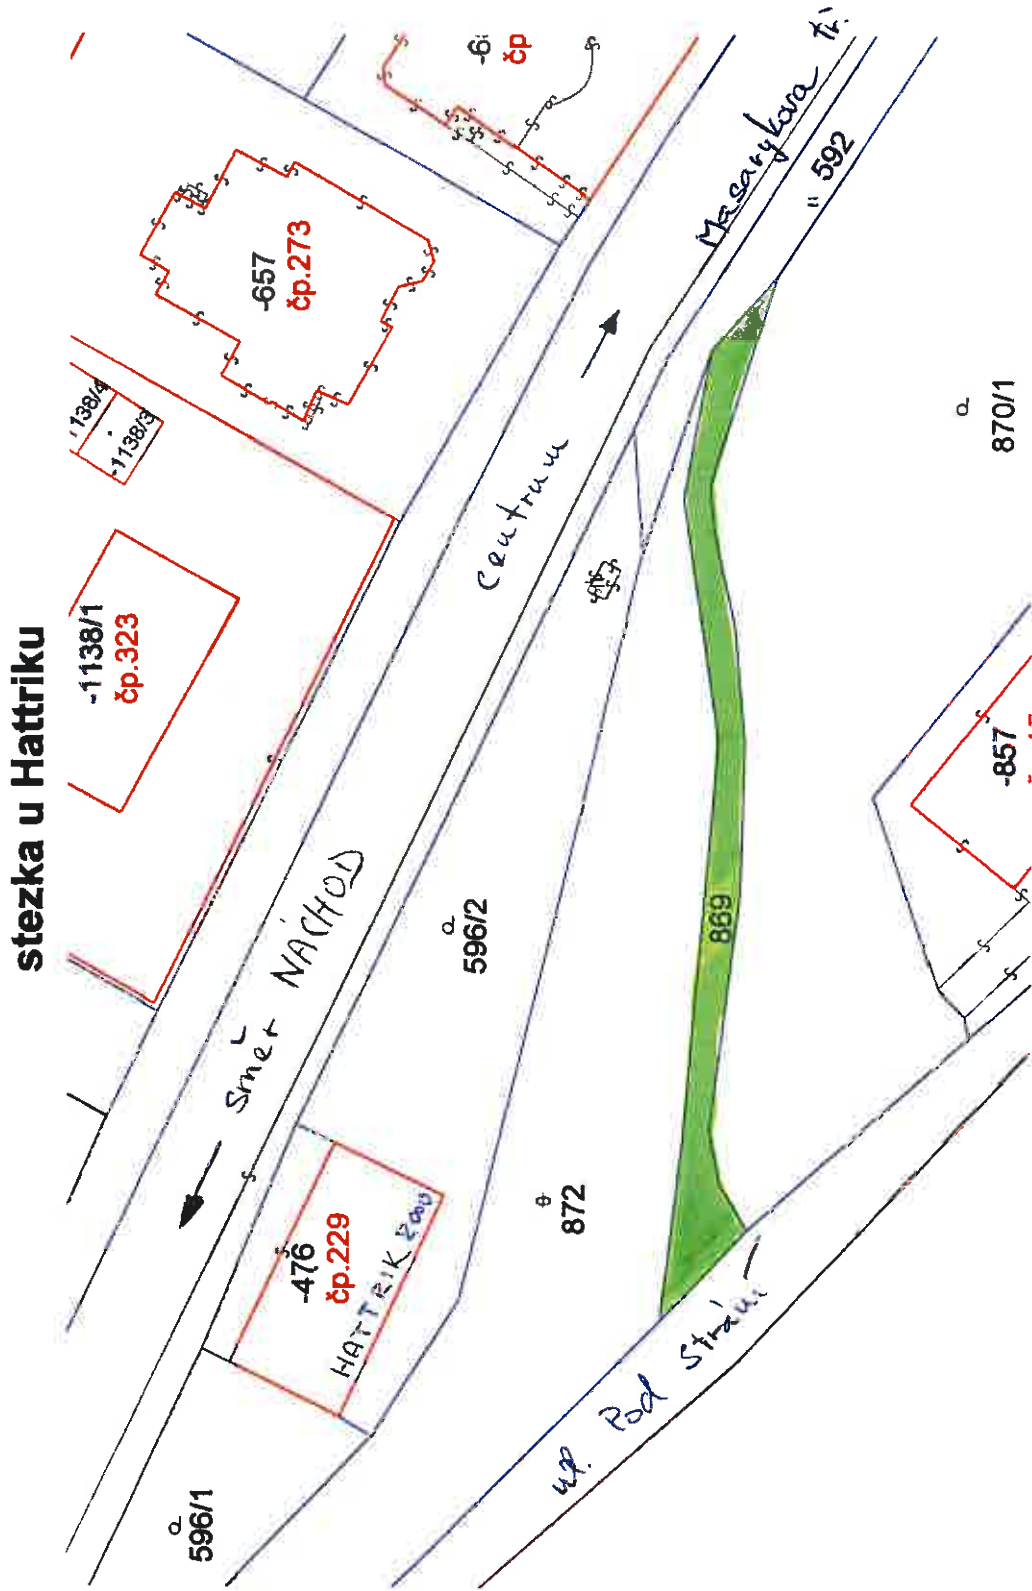 stezka u Hattriku
-1138/1
čp.323
138/4
-1138/3
-657
čp.273
-6
čp
Masarykova tř.
= 592
centrum
směr NÁCHOD
596/2
869
870/1
-857
872
-476
čp.229
HATTRIK 2000
596/1
ul. Pod Strání